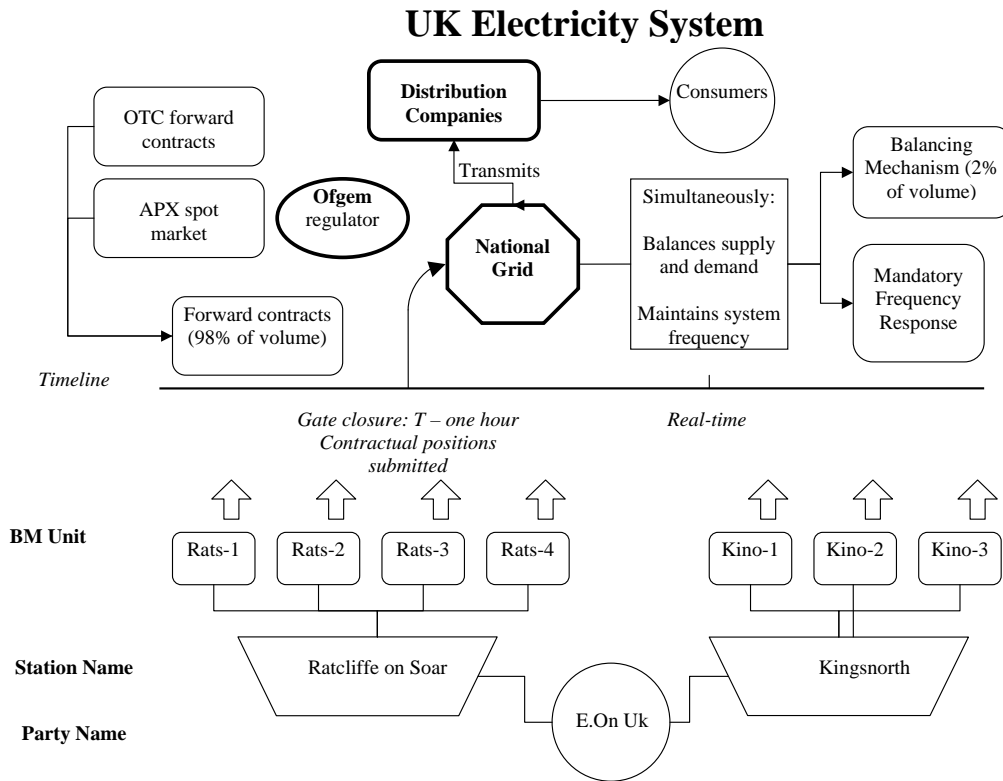 UK Electricity System
Distribution
Companies
Consumers
OTC forward
contracts
Balancing
Mechanism (2%
of volume)
Transmits
APX spot
market
Ofgem
regulator
Simultaneously:
Balances supply
and demand
Maintains system
frequency
National
Grid
Mandatory
Frequency
Response
Forward contracts
(98% of volume)
Timeline
Gate closure: T – one hour
Contractual positions
submitted
Real-time
BM Unit
Rats-1
Rats-2
Rats-3
Rats-4
Kino-1
Kino-2
Kino-3
Station Name
Ratcliffe on Soar
Kingsnorth
Party Name
E.On Uk